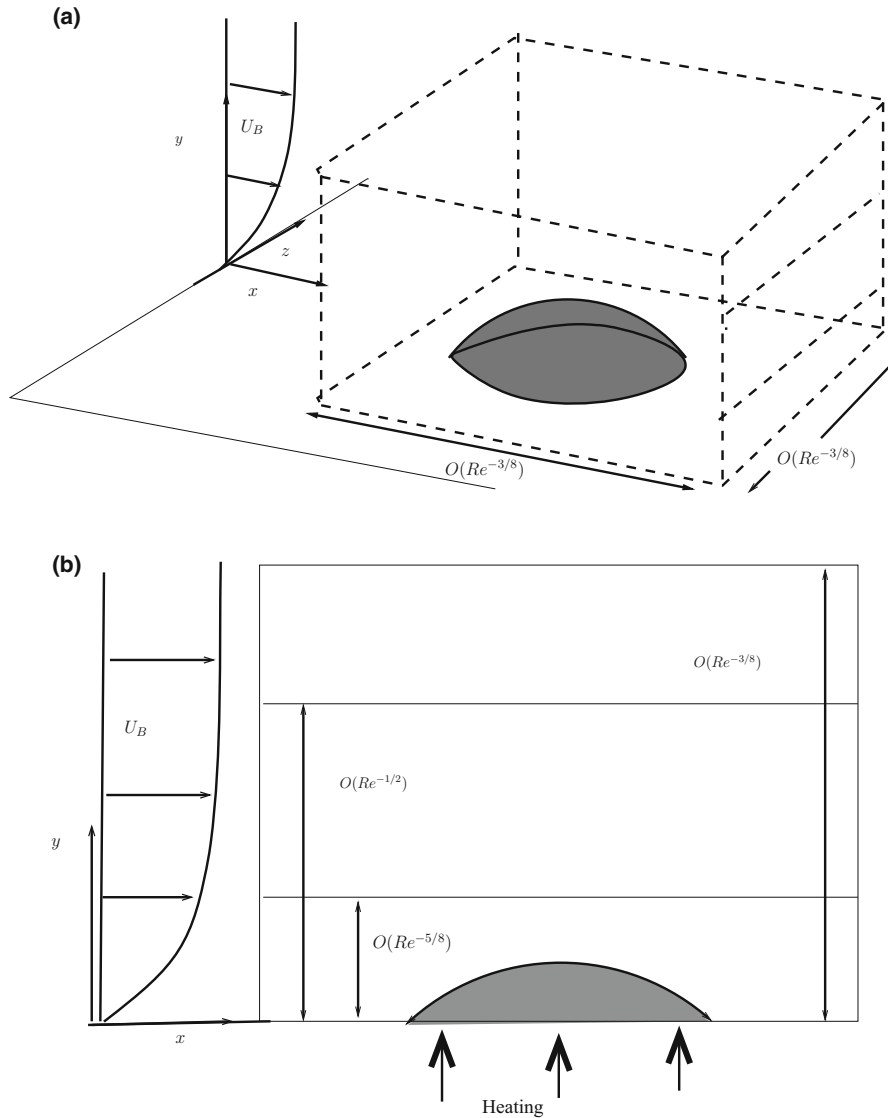 (a)
U_B
y
z
x
O(Re^{-3/8})
O(Re^{-3/8})
(b)
O(Re^{-3/8})
U_B
O(Re^{-1/2})
y
O(Re^{-5/8})
x
Heating